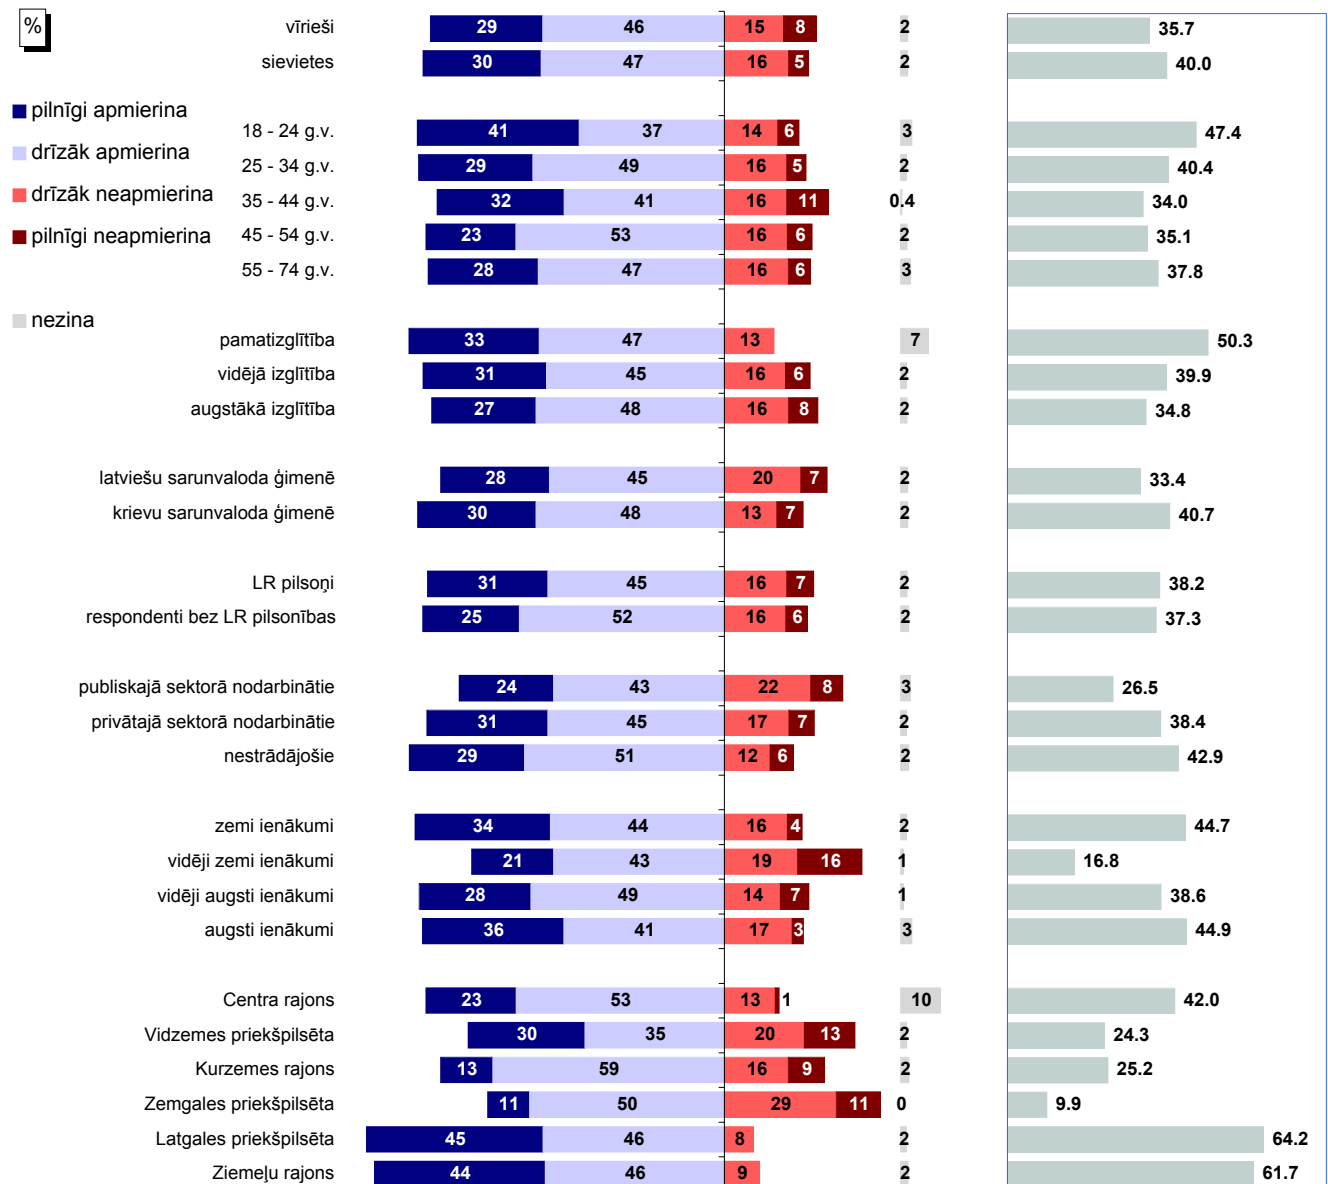 %
pilnīgi apmierina
drīzāk apmierina
drīzāk neapmierina
pilnīgi neapmierina
nezina
vīrieši 29 46 15 8 2 35.7
sievietes 30 47 16 5 2 40.0
18 - 24 g.v. 41 37 14 6 3 47.4
25 - 34 g.v. 29 49 16 5 2 40.4
35 - 44 g.v. 32 41 16 11 0.4 34.0
45 - 54 g.v. 23 53 16 6 2 35.1
55 - 74 g.v. 28 47 16 6 3 37.8
pamatizglītība 33 47 13 7 50.3
vidējā izglītība 31 45 16 6 2 39.9
augstākā izglītība 27 48 16 8 2 34.8
latviešu sarunvaloda ģimenē 28 45 20 7 2 33.4
krievu sarunvaloda ģimenē 30 48 13 7 2 40.7
LR pilsoņi 31 45 16 7 2 38.2
respondenti bez LR pilsonības 25 52 16 6 2 37.3
publiskajā sektorā nodarbinātie 24 43 22 8 3 26.5
privātajā sektorā nodarbinātie 31 45 17 7 2 38.4
nestrādājošie 29 51 12 6 2 42.9
zemi ienākumi 34 44 16 4 2 44.7
vidēji zemi ienākumi 21 43 19 16 1 16.8
vidēji augsti ienākumi 28 49 14 7 1 38.6
augsti ienākumi 36 41 17 3 3 44.9
Centra rajons 23 53 13 1 10 42.0
Vidzemes priekšpilsēta 30 35 20 13 2 24.3
Kurzemes rajons 13 59 16 9 2 25.2
Zemgales priekšpilsēta 11 50 29 11 0 9.9
Latgales priekšpilsēta 45 46 8 2 64.2
Ziemeļu rajons 44 46 9 2 61.7